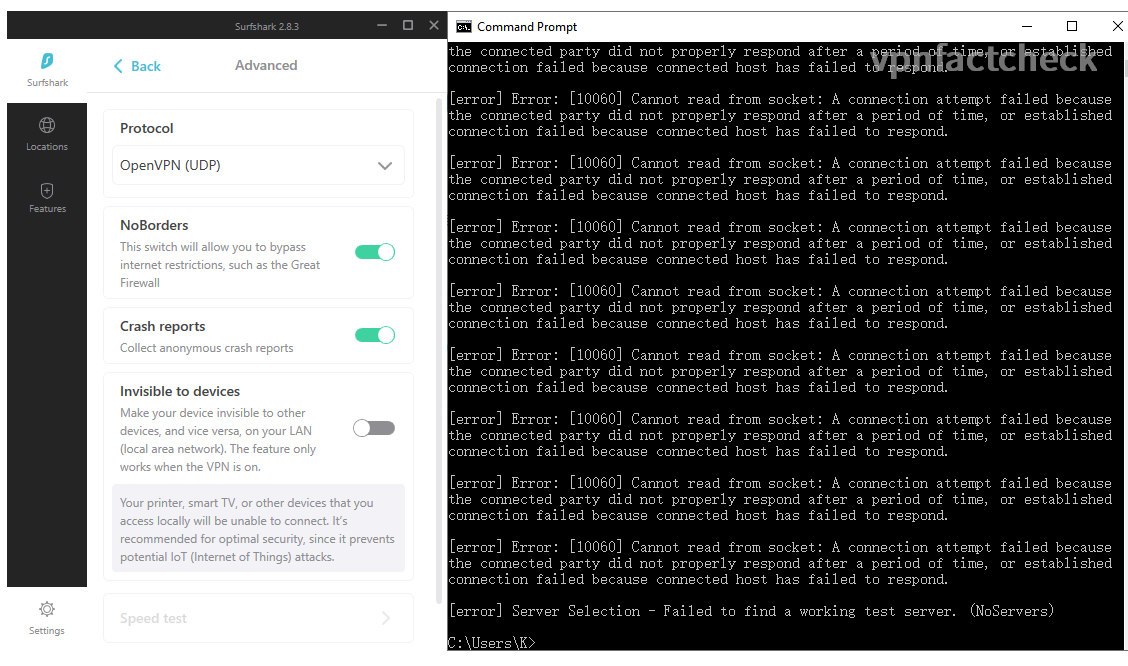 Surfshark 2.8.3
Surfshark
Locations
Features
Settings
Back
Advanced
Protocol
OpenVPN (UDP)
NoBorders
This switch will allow you to bypass
internet restrictions, such as the Great
Firewall
Crash reports
Collect anonymous crash reports
Invisible to devices
Make your device invisible to other
devices, and vice versa, on your LAN
(local area network). The feature only
works when the VPN is on.
Your printer, smart TV, or other devices that you
access locally will be unable to connect. It's
recommended for optimal security, since it prevents
potential IoT (Internet of Things) attacks.
Speed test
C:\.
Command Prompt
vpnfactcheck
the connected party did not properly respond after a period of time, or established
connection failed because connected host has failed to respond.
[error] Error: [10060] Cannot read from socket: A connection attempt failed because
the connected party did not properly respond after a period of time, or established
connection failed because connected host has failed to respond.
[error] Error: [10060] Cannot read from socket: A connection attempt failed because
the connected party did not properly respond after a period of time, or established
connection failed because connected host has failed to respond.
[error] Error: [10060] Cannot read from socket: A connection attempt failed because
the connected party did not properly respond after a period of time, or established
connection failed because connected host has failed to respond.
[error] Error: [10060] Cannot read from socket: A connection attempt failed because
the connected party did not properly respond after a period of time, or established
connection failed because connected host has failed to respond.
[error] Error: [10060] Cannot read from socket: A connection attempt failed because
the connected party did not properly respond after a period of time, or established
connection failed because connected host has failed to respond.
[error] Error: [10060] Cannot read from socket: A connection attempt failed because
the connected party did not properly respond after a period of time, or established
connection failed because connected host has failed to respond.
[error] Error: [10060] Cannot read from socket: A connection attempt failed because
the connected party did not properly respond after a period of time, or established
connection failed because connected host has failed to respond.
[error] Error: [10060] Cannot read from socket: A connection attempt failed because
the connected party did not properly respond after a period of time, or established
connection failed because connected host has failed to respond.
[error] Server Selection - Failed to find a working test server. (NoServers)
C:\Users\K>